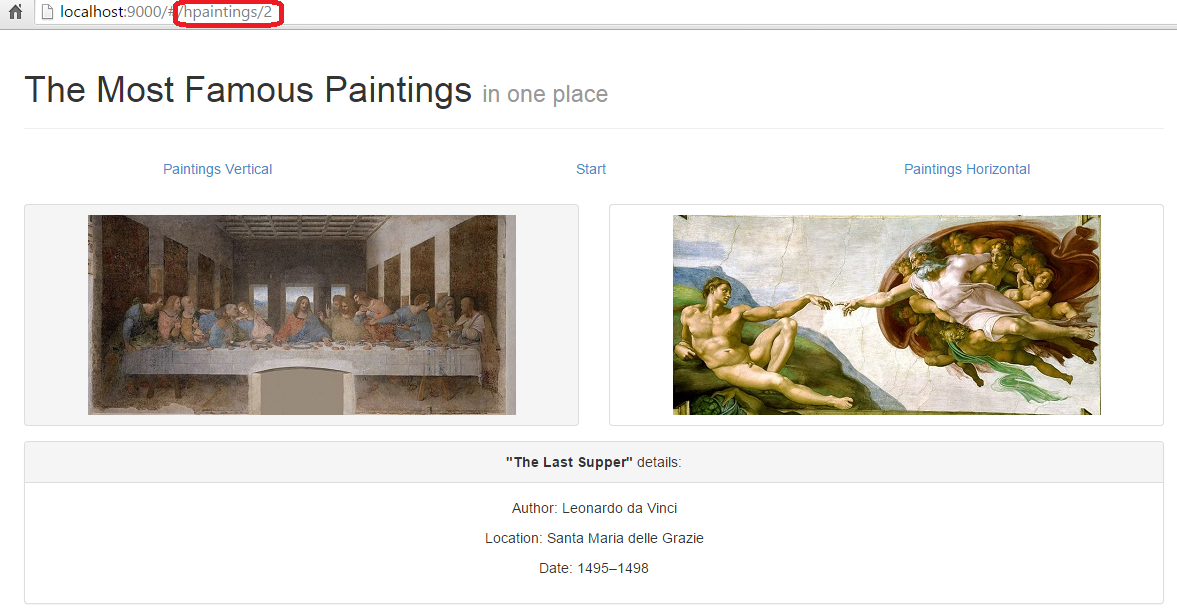 localhost:9000/#/hpaintings/2
The Most Famous Paintings in one place
Paintings Vertical
Start
Paintings Horizontal
"The Last Supper" details:
Author: Leonardo da Vinci
Location: Santa Maria delle Grazie
Date: 1495–1498